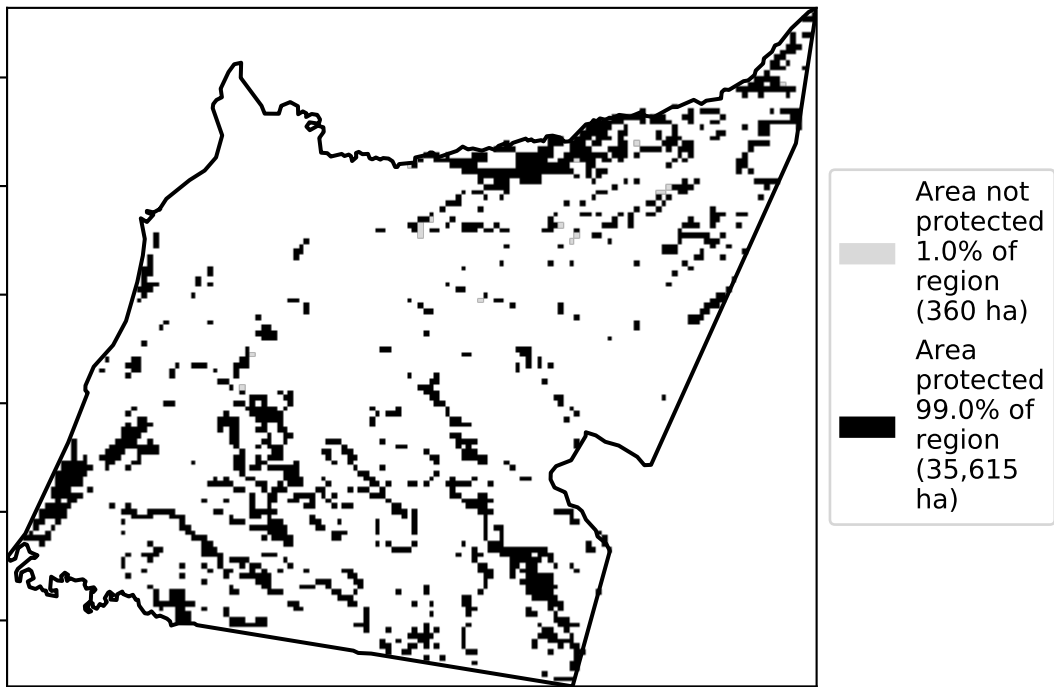 Area not
protected
1.0% of
region
(360 ha)
Area
protected
99.0% of
region
(35,615
ha)